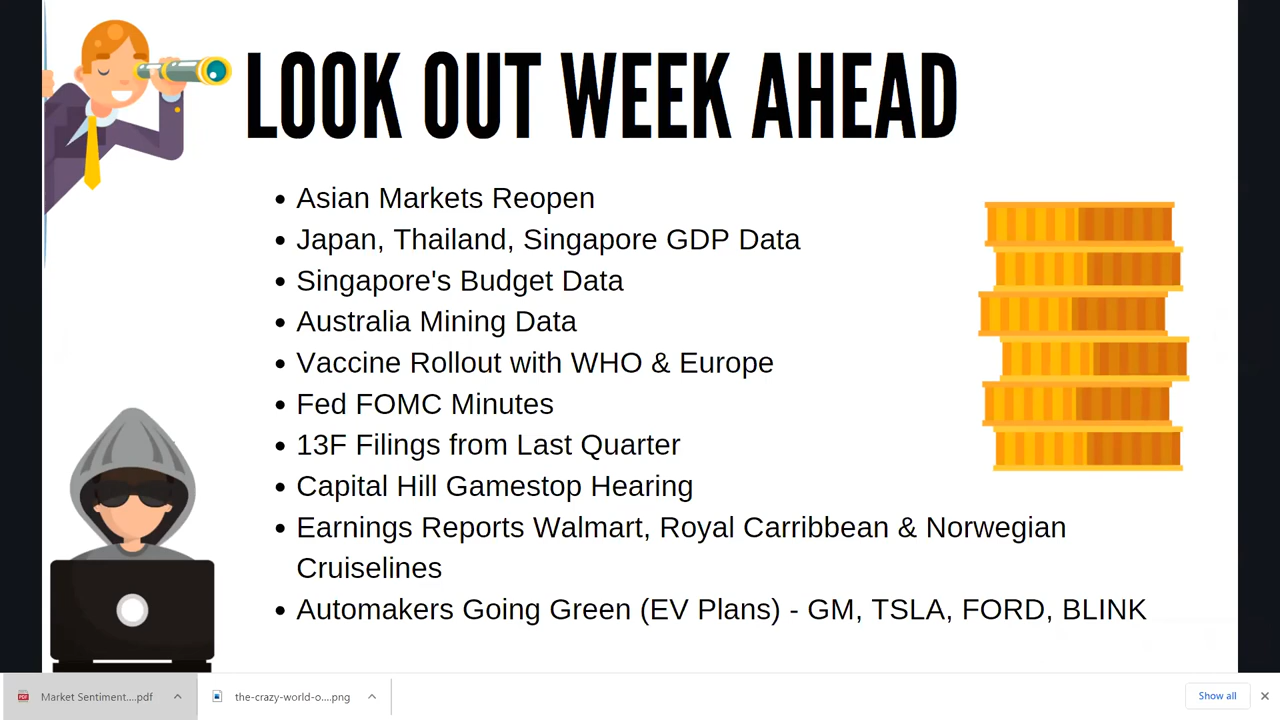 LOOK OUT WEEK AHEAD
• Asian Markets Reopen
• Japan, Thailand, Singapore GDP Data
• Singapore's Budget Data
• Australia Mining Data
• Vaccine Rollout with WHO & Europe
• Fed FOMC Minutes
• 13F Filings from Last Quarter
• Capital Hill Gamestop Hearing
• Earnings Reports Walmart, Royal Carribbean & Norwegian
Cruiselines
• Automakers Going Green (EV Plans) - GM, TSLA, FORD, BLINK
Market Sentiment....pdf
the-crazy-world-o....png
Show all